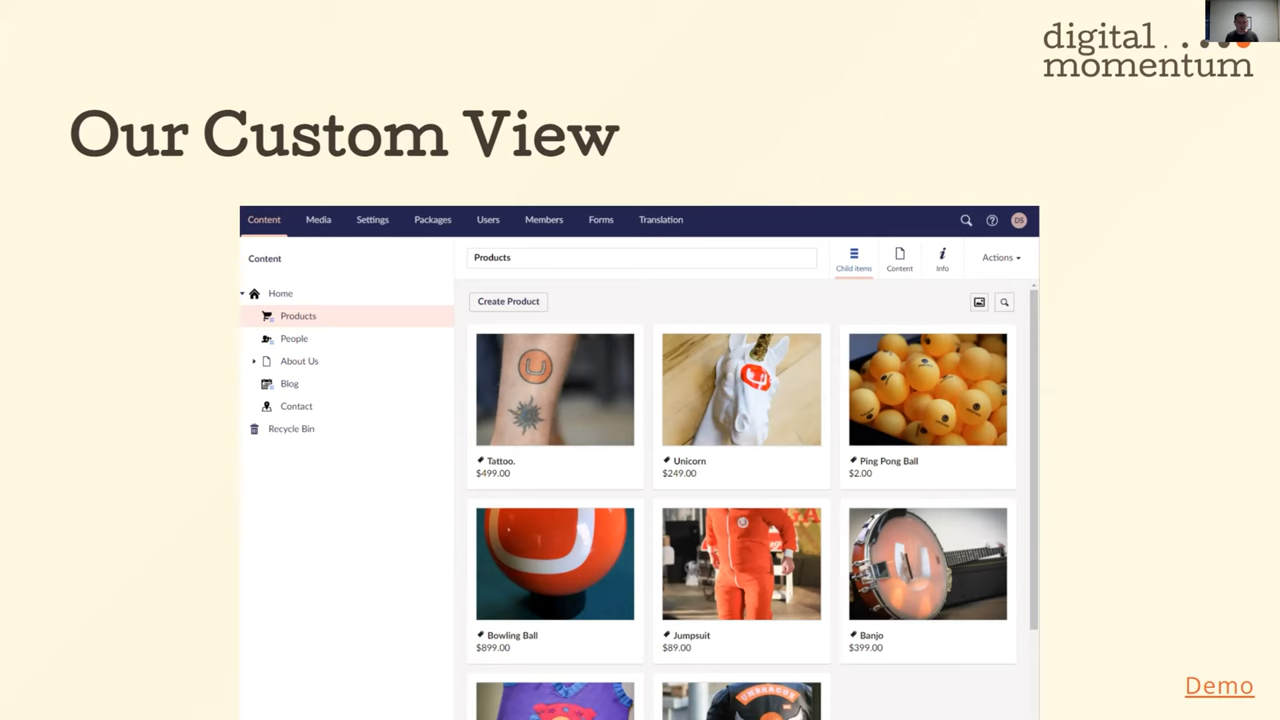 digital
momentum
Our Custom View
Content Media Settings Packages Users Members Forms Translation
DS
Content
Products
Child items Content Info Actions
Home
Products
People
About Us
Blog
Contact
Recycle Bin
Create Product
Tattoo. Unicorn Ping Pong Ball
$499.00 $249.00 $2.00
Bowling Ball Jumpsuit Banjo
$899.00 $89.00 $399.00
UMBRACOS
Demo